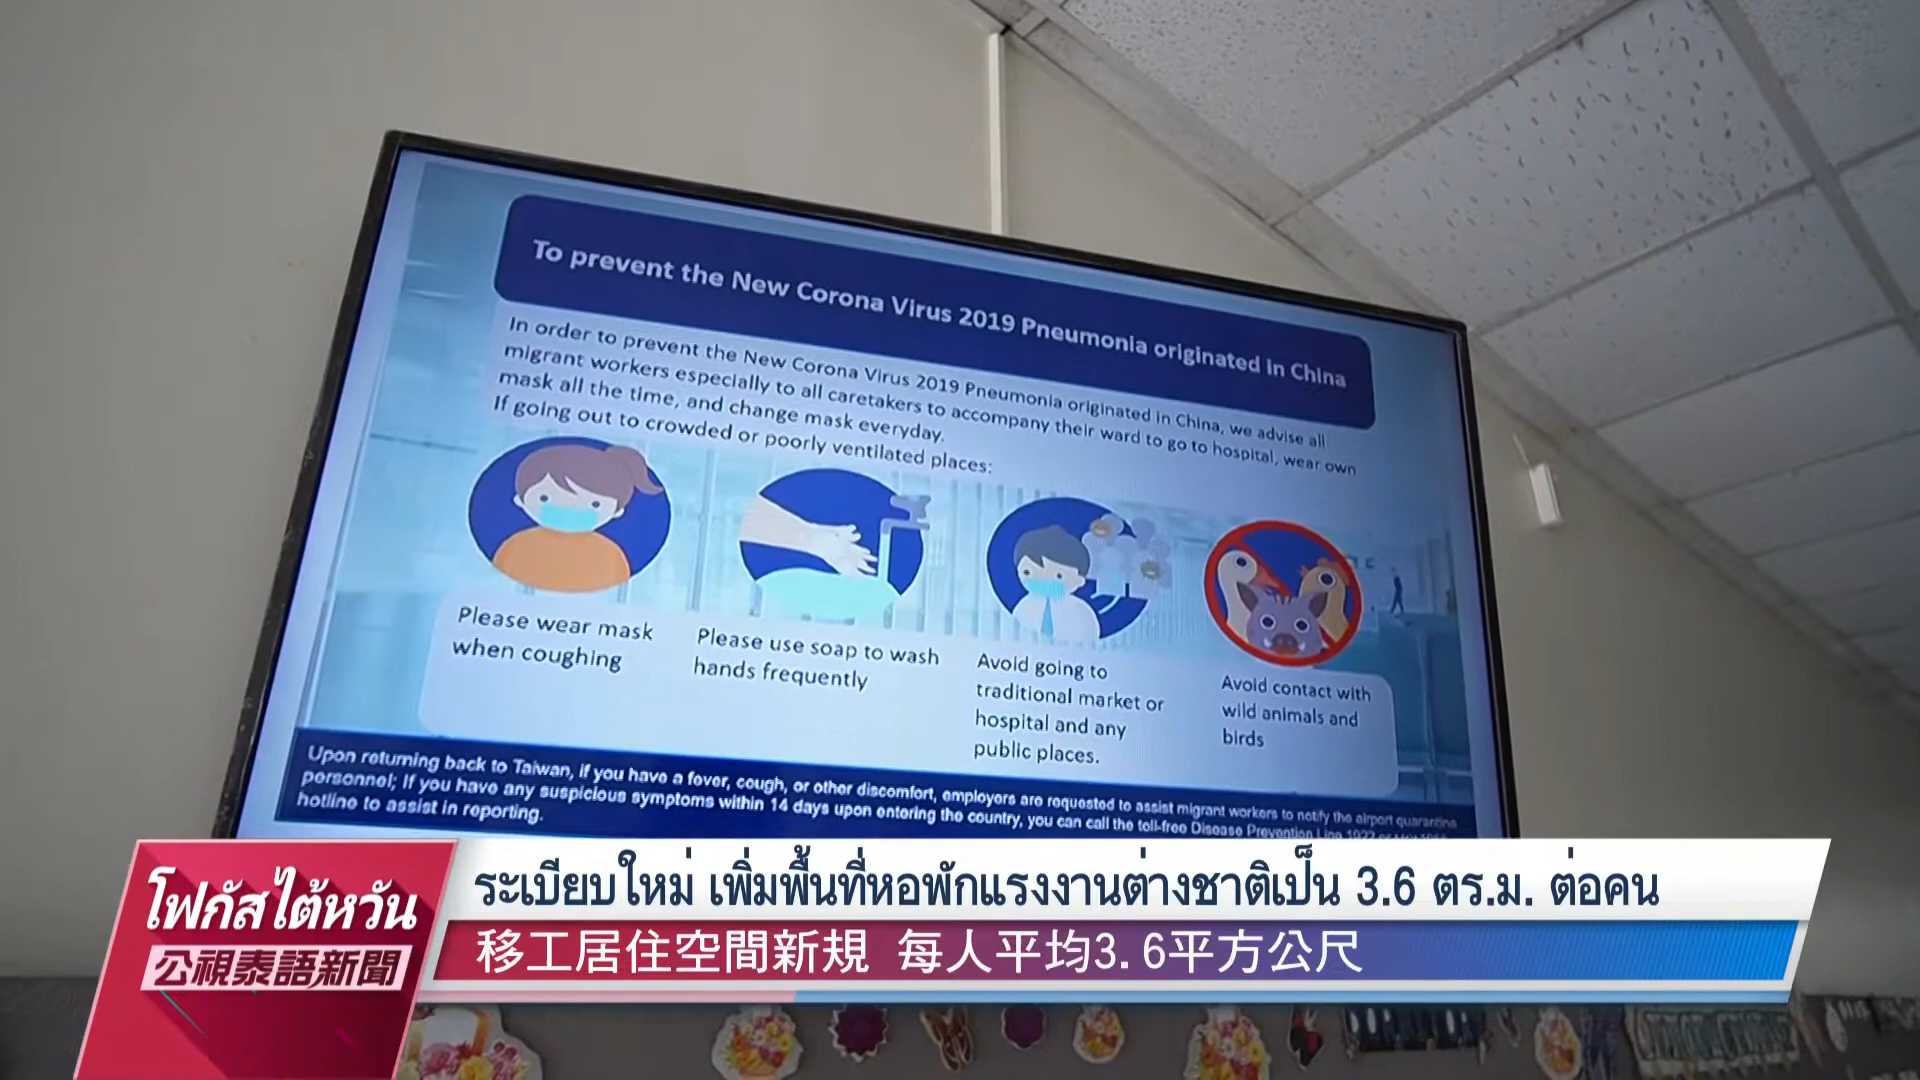 To prevent the New Corona Virus 2019 Pneumonia originated in China
In order to prevent the New Corona Virus 2019 Pneumonia originated in China, we advise all
migrant workers especially to all caretakers to accompany their ward to go to hospital, wear own
mask all the time, and change mask everyday.
If going out to crowded or poorly ventilated places:
Please wear mask
when coughing
Please use soap to wash
hands frequently
Avoid going to
traditional market or
hospital and any
public places.
Avoid contact with
wild animals and
birds
Upon returning back to Taiwan, if you have a fever, cough, or other discomfort, employers are requested to assist migrant workers to notify the airport quarantine
personnel; If you have any suspicious symptoms within 14 days upon entering the country, you can call the toll-free Disease Prevention Line 1922
hotline to assist in reporting.
โฟกัสไต้หวัน
公視泰語新聞
ระเบียบใหม่ เพิ่มพื้นที่หอพักแรงงานต่างชาติเป็น 3.6 ตร.ม. ต่อคน
移工居住空間新規 每人平均3.6平方公尺